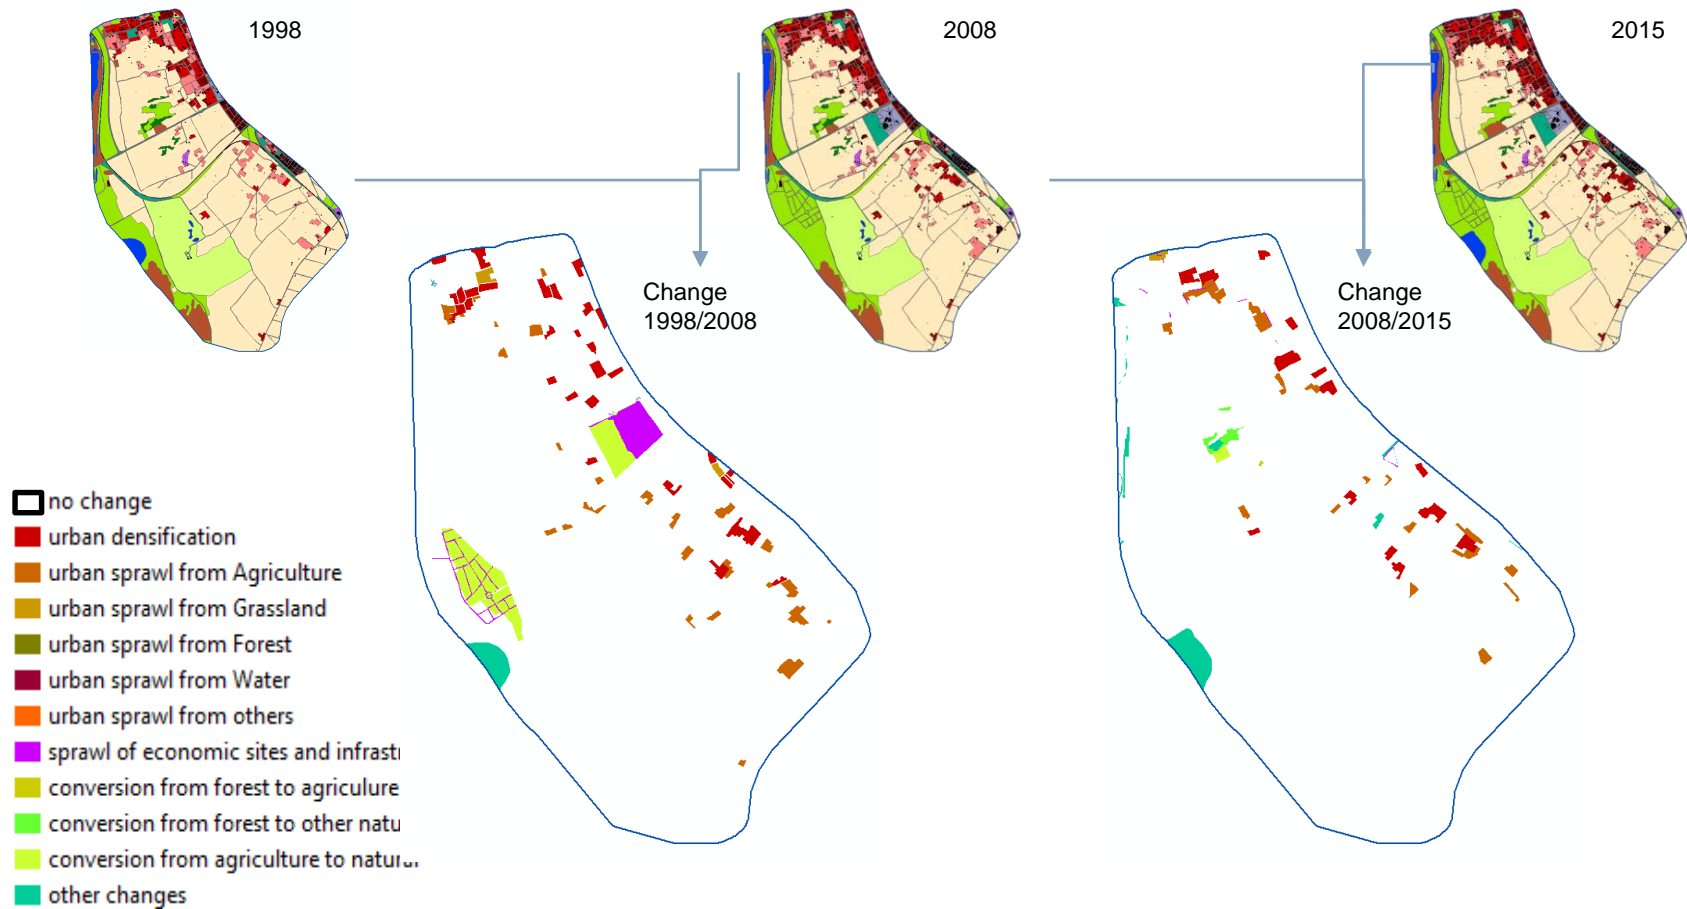 1998
2008
2015
Change
1998/2008
Change
2008/2015
no change
urban densification
urban sprawl from Agriculture
urban sprawl from Grassland
urban sprawl from Forest
urban sprawl from Water
urban sprawl from others
sprawl of economic sites and infrastr
conversion from forest to agriculure
conversion from forest to other natu
conversion from agriculture to natur
other changes